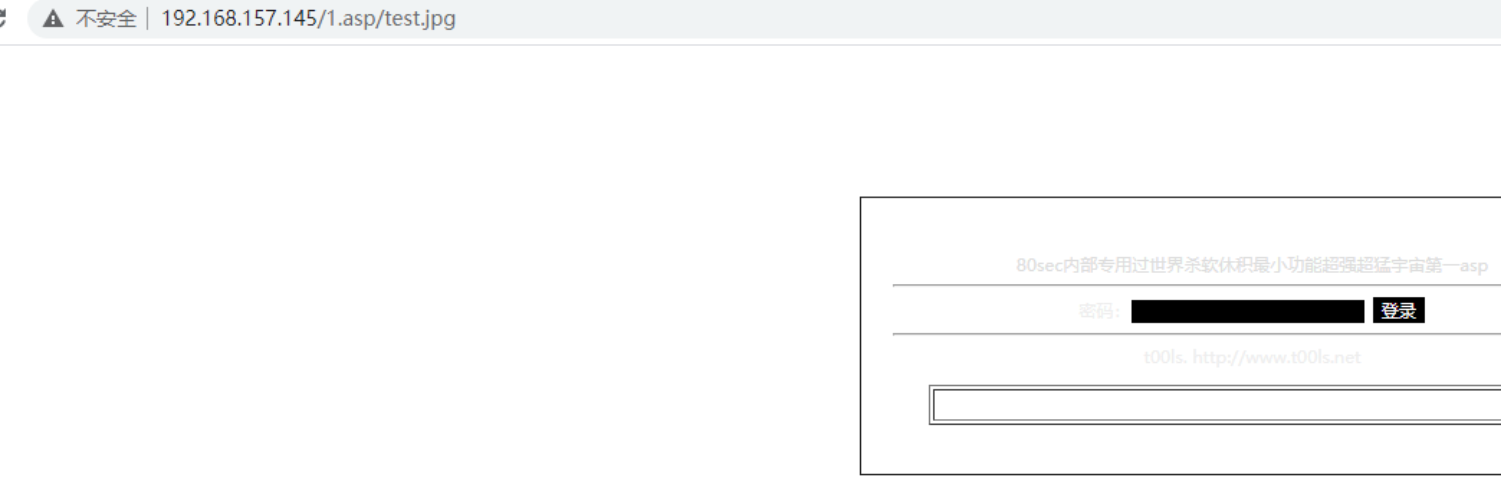 不安全 192.168.157.145/1.asp/test.jpg
80sec内部专用过世界杀软休积最小功能超强超猛宇宙第一asp
密码: 登录
t00ls. http://www.t00ls.net